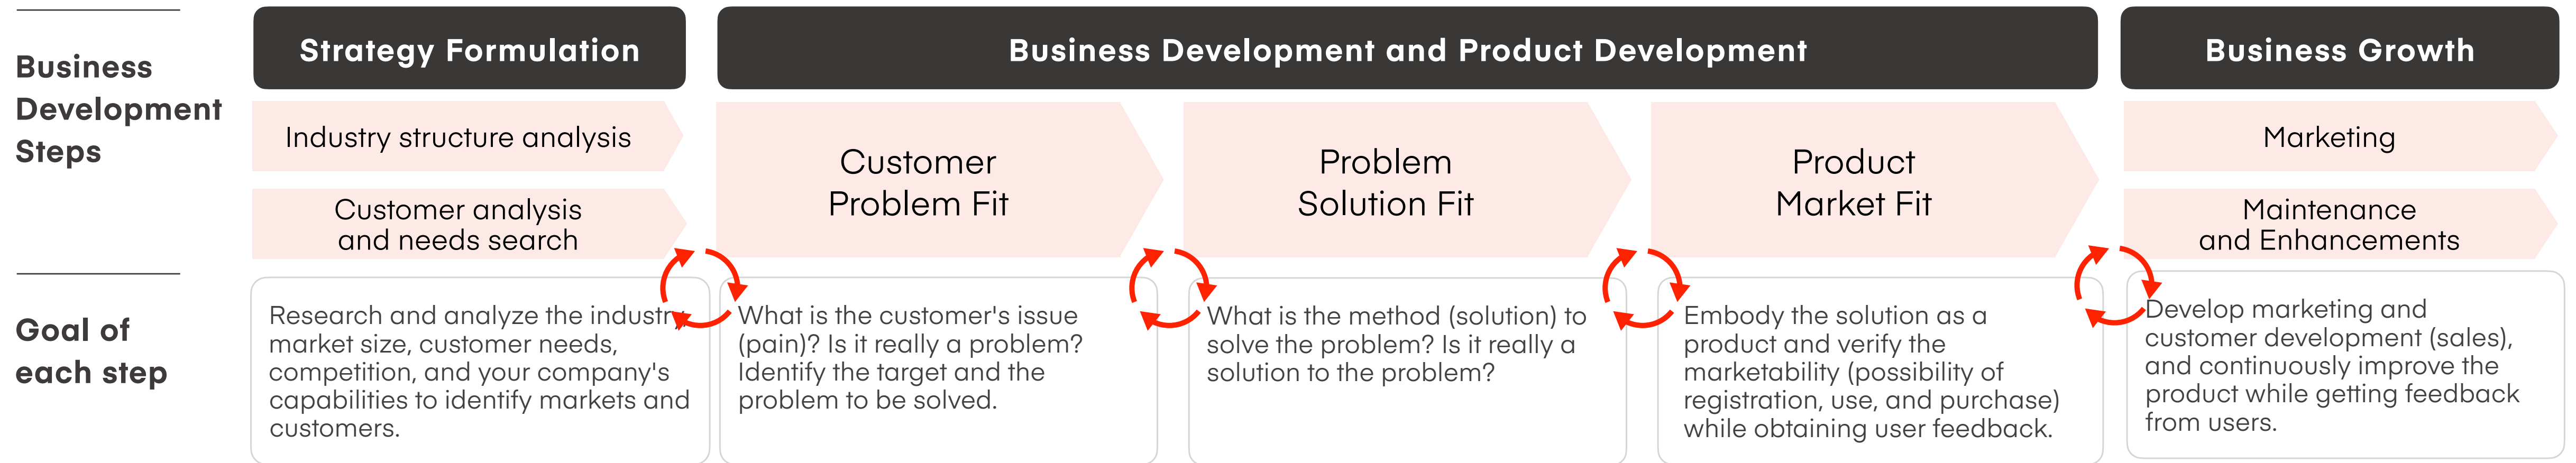 Business
Development
Steps
Strategy Formulation
Business Development and Product Development
Business Growth
Industry structure analysis
Customer analysis
and needs search
Customer
Problem Fit
Problem
Solution Fit
Product
Market Fit
Marketing
Maintenance
and Enhancements
Goal of
each step
Research and analyze the industry,
market size, customer needs,
competition, and your company's
capabilities to identify markets and
customers.
What is the customer's issue
(pain)? Is it really a problem?
Identify the target and the
problem to be solved.
What is the method (solution) to
solve the problem? Is it really a
solution to the problem?
Embody the solution as a
product and verify the
marketability (possibility of
registration, use, and purchase)
while obtaining user feedback.
Develop marketing and
customer development (sales),
and continuously improve the
product while getting feedback
from users.